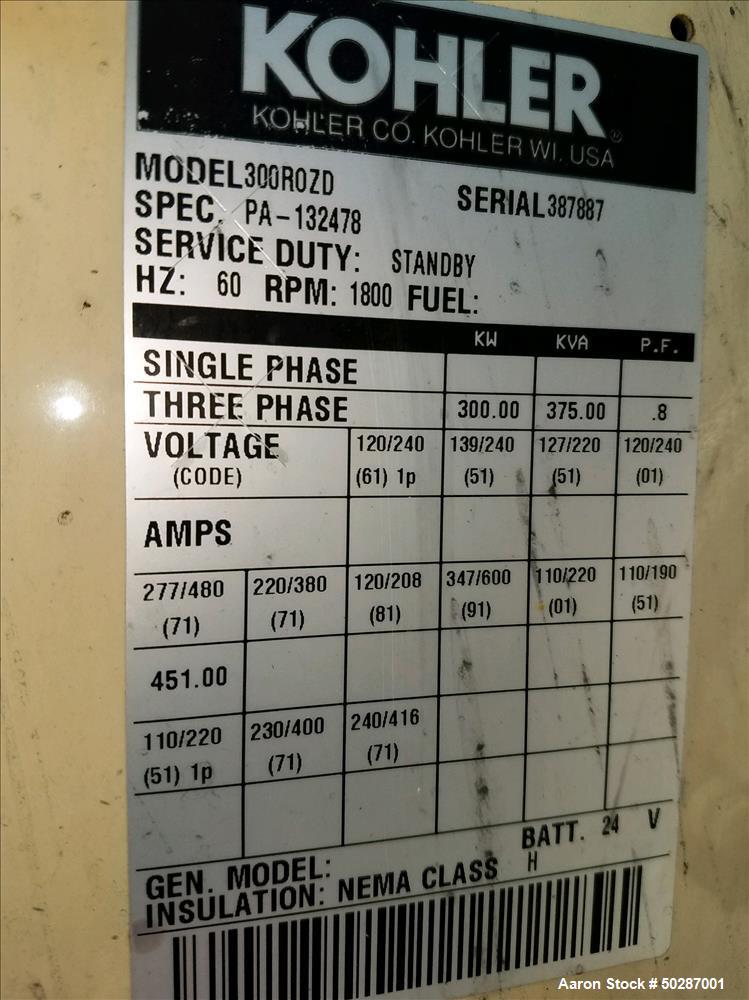 KOHLER®
KOHLER CO. KOHLER WI. USA
MODEL 300ROZD SERIAL 387887
SPEC. PA-132478
SERVICE DUTY: STANDBY
HZ: 60 RPM: 1800 FUEL:
KW KVA P.F.
SINGLE PHASE
THREE PHASE 300.00 375.00 .8
VOLTAGE 120/240 139/240 127/220 120/240
(CODE) (61) 1p (51) (51) (01)
AMPS
277/480 220/380 120/208 347/600 110/220 110/190
(71) (71) (81) (91) (01) (51)
451.00
110/220 230/400 240/416
(51) 1p (71) (71)
BATT. 24 V
GEN. MODEL:
INSULATION: NEMA CLASS H
Aaron Stock # 50287001